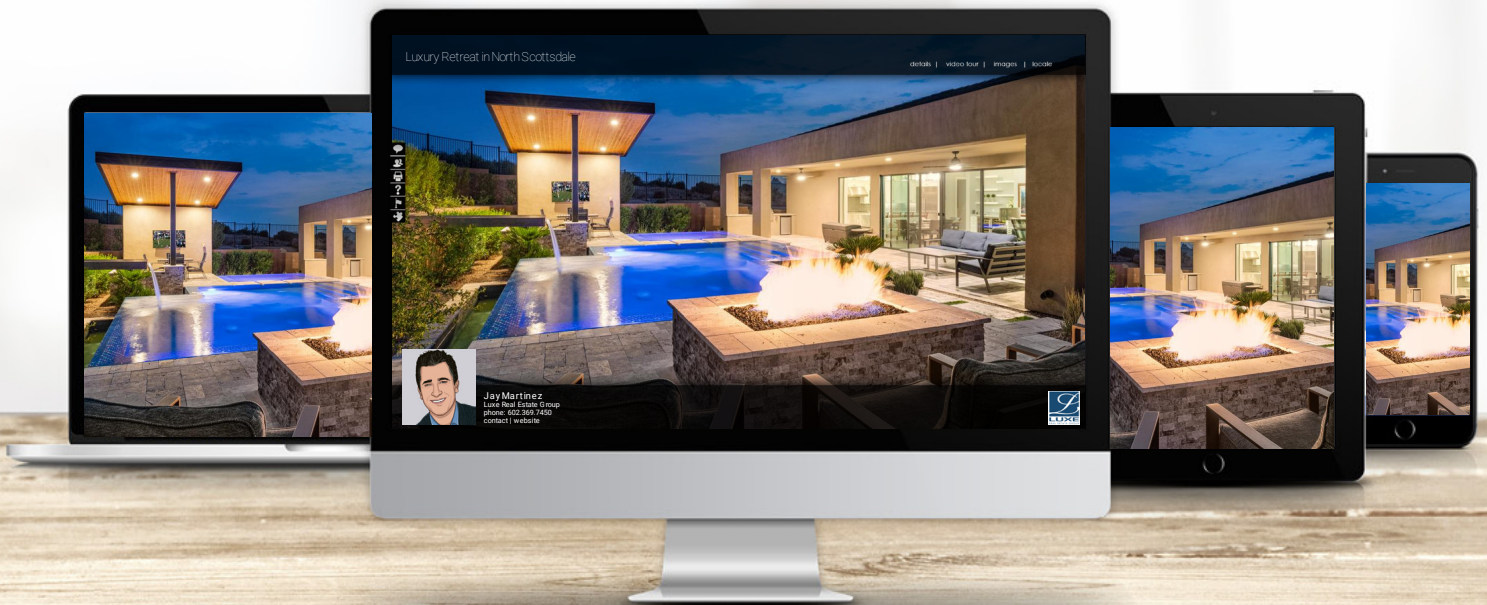 Luxury Retreat in North Scottsdale
details | video tour | images | locale
?
Jay Martinez
Luxe Real Estate Group
phone: 602.369.7450
contact | website
L
LUXE